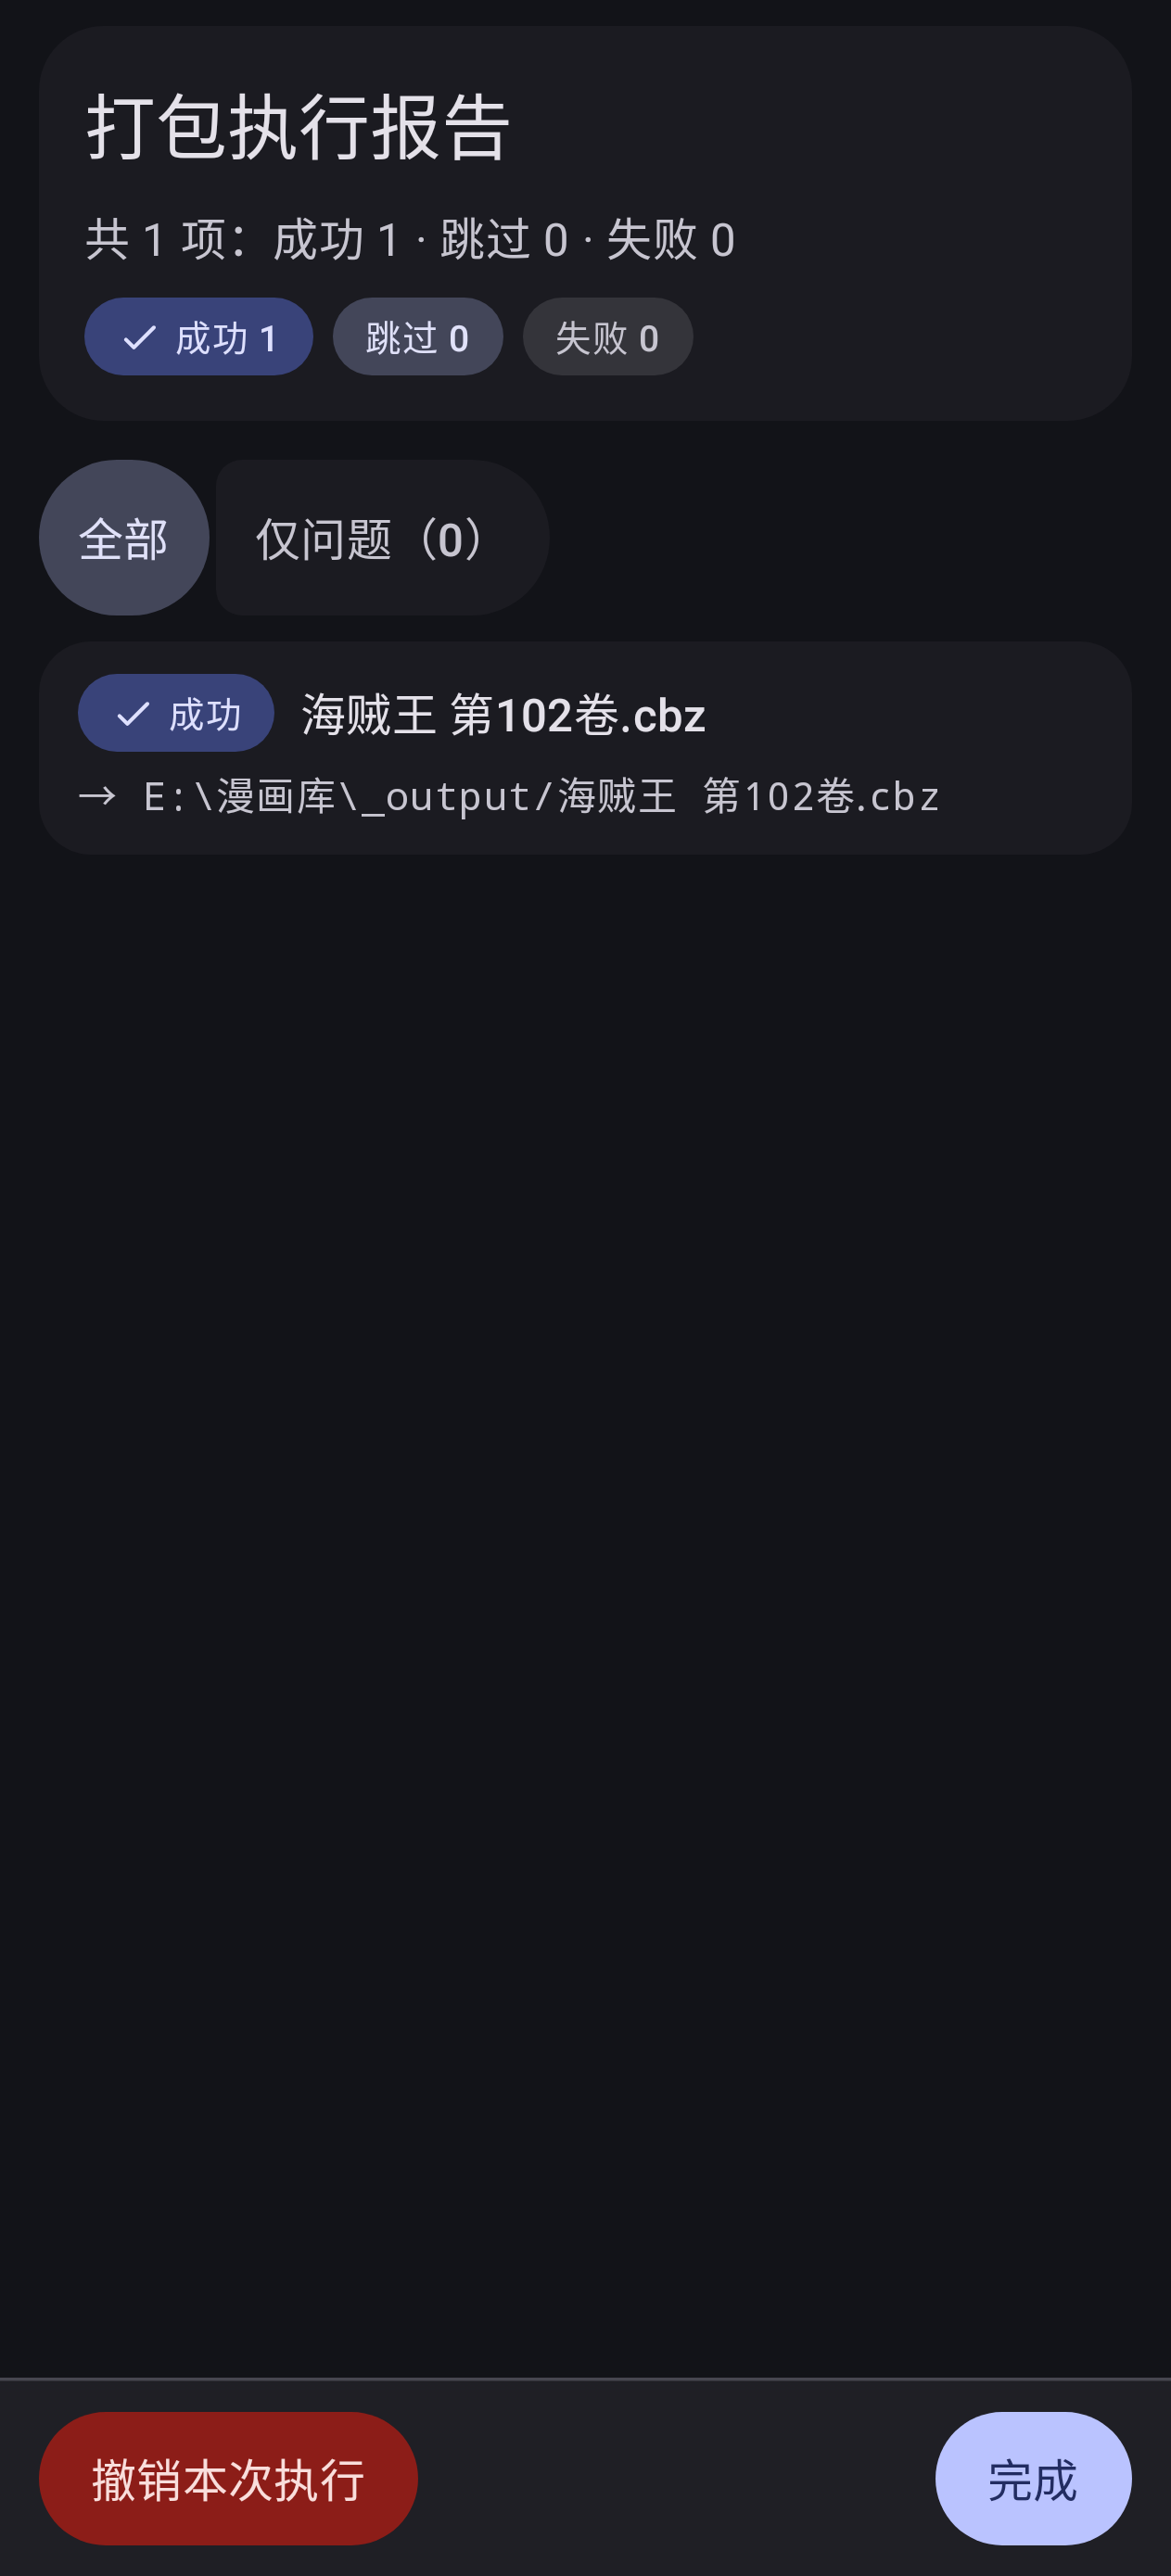 打包执行报告
共 1 项：成功 1 · 跳过 0 · 失败 0
成功 1 跳过 0 失败 0
全部 仅问题（0）
成功 海贼王 第102卷.cbz
→ E:\漫画库\_output/海贼王 第102卷.cbz
撤销本次执行 完成